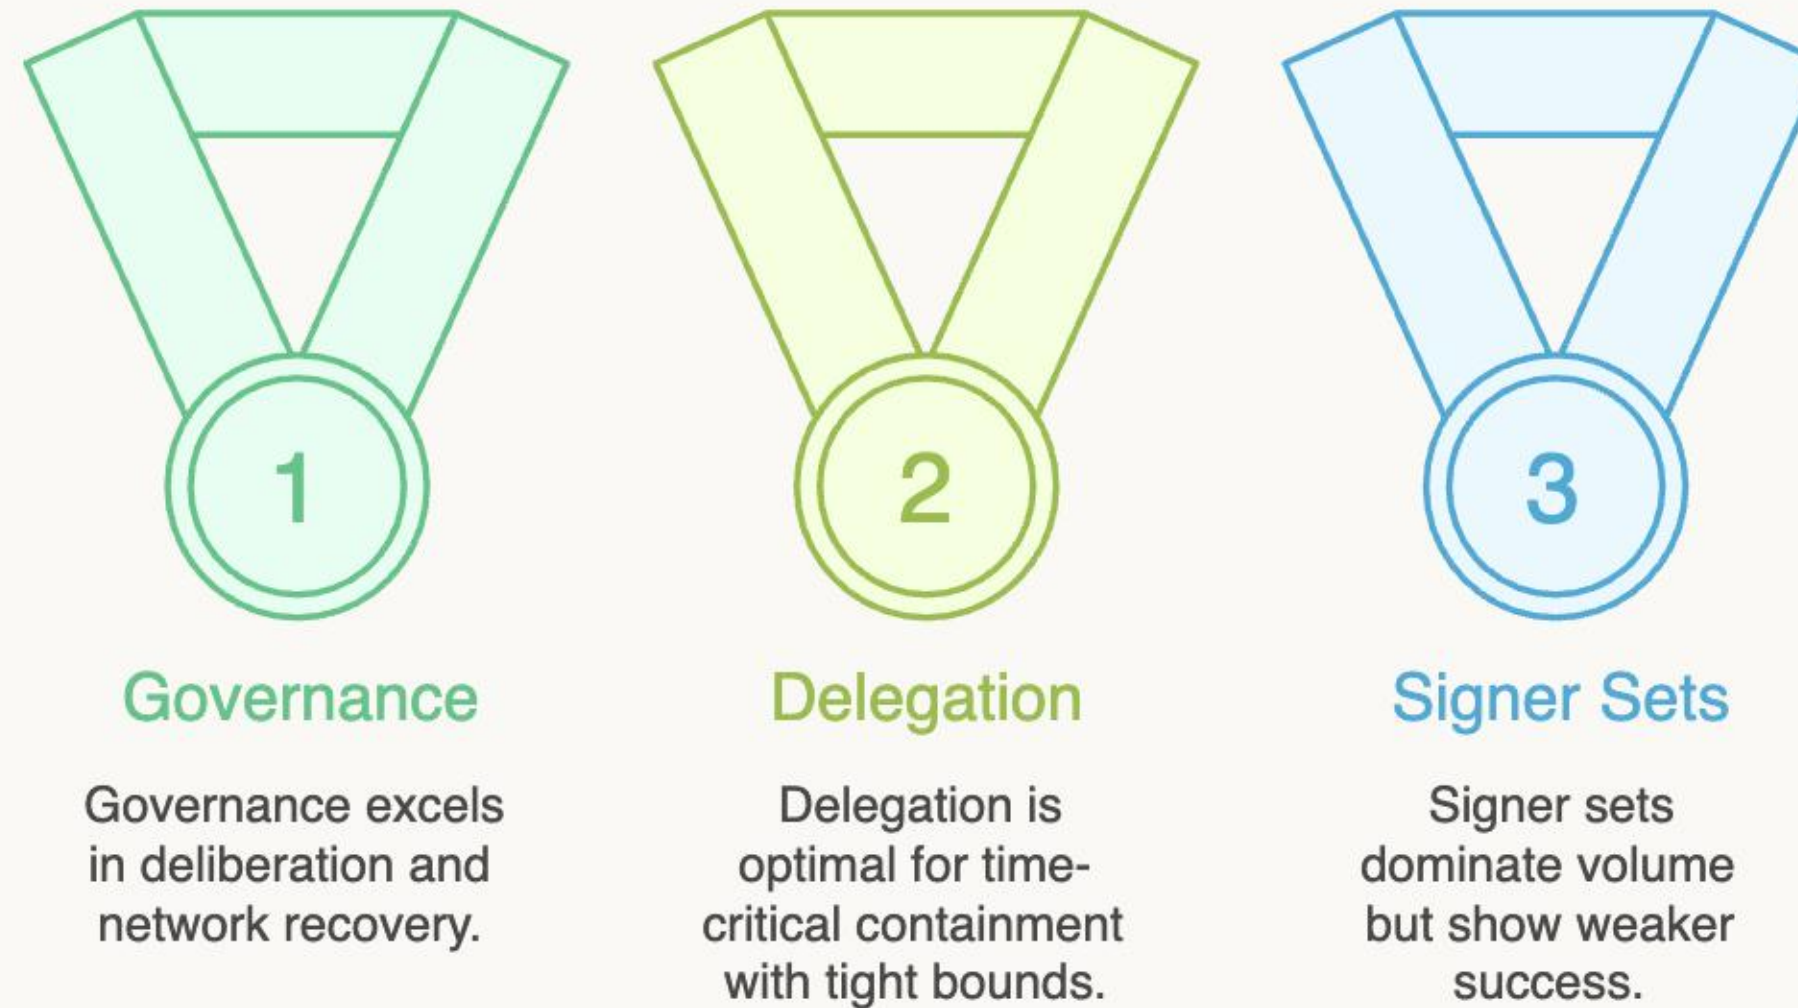 1
Governance
Governance excels
in deliberation and
network recovery.
2
Delegation
Delegation is
optimal for time-
critical containment
with tight bounds.
3
Signer Sets
Signer sets
dominate volume
but show weaker
success.